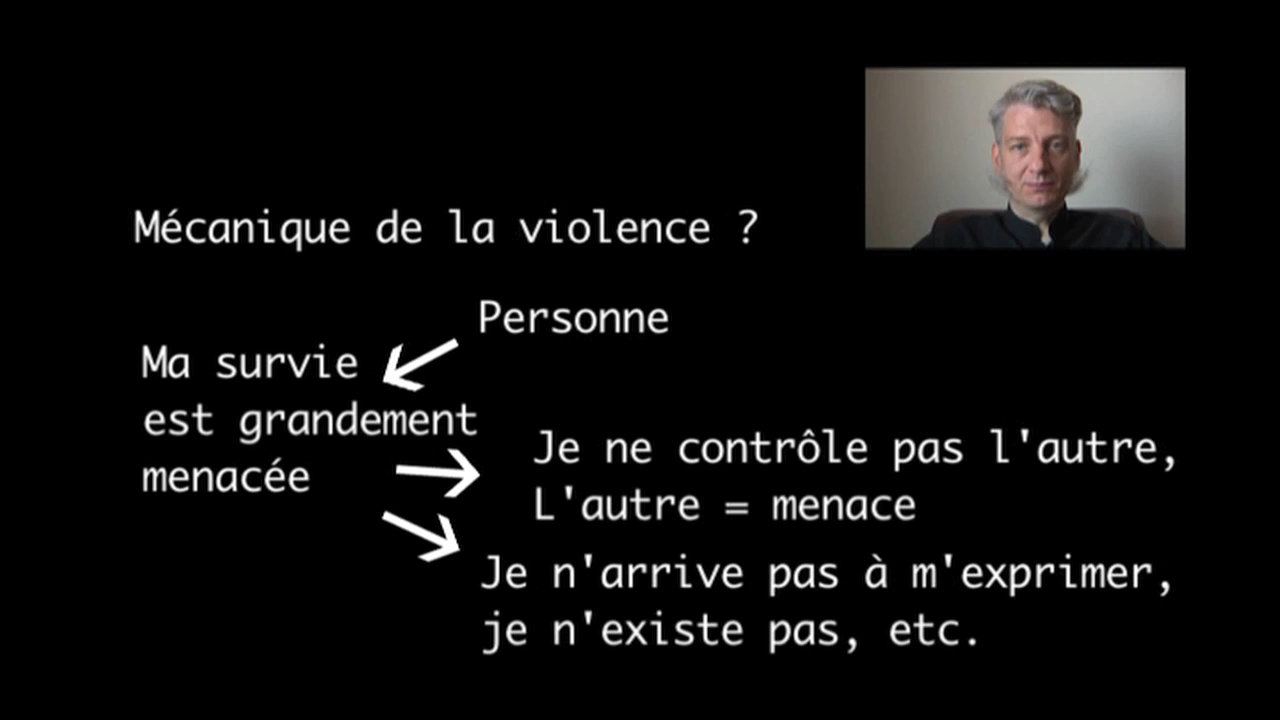 Mécanique de la violence ?
Personne
Ma survie
est grandement
menacée
Je ne contrôle pas l'autre,
L'autre = menace
Je n'arrive pas à m'exprimer,
je n'existe pas, etc.